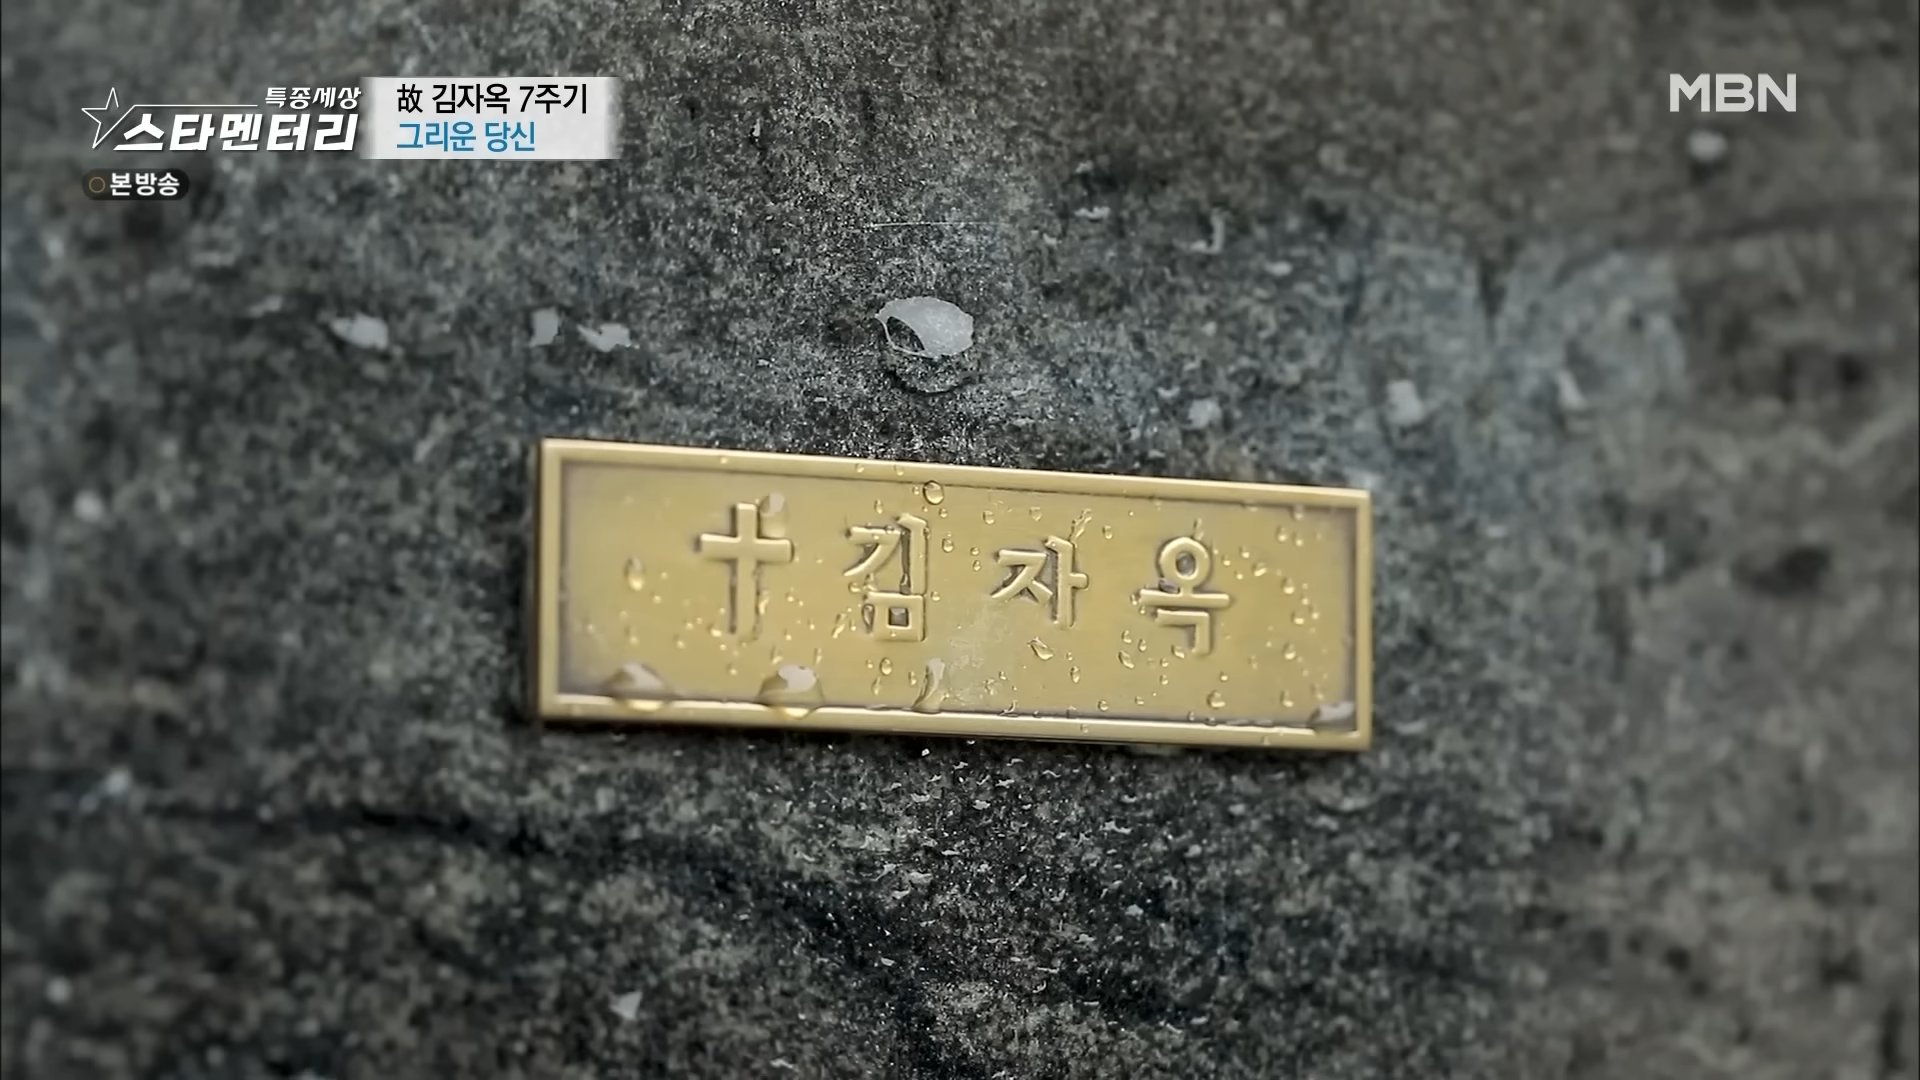 특종세상
스타멘터리
故 김자옥 7주기
그리운 당신
본방송
MBN
김자옥